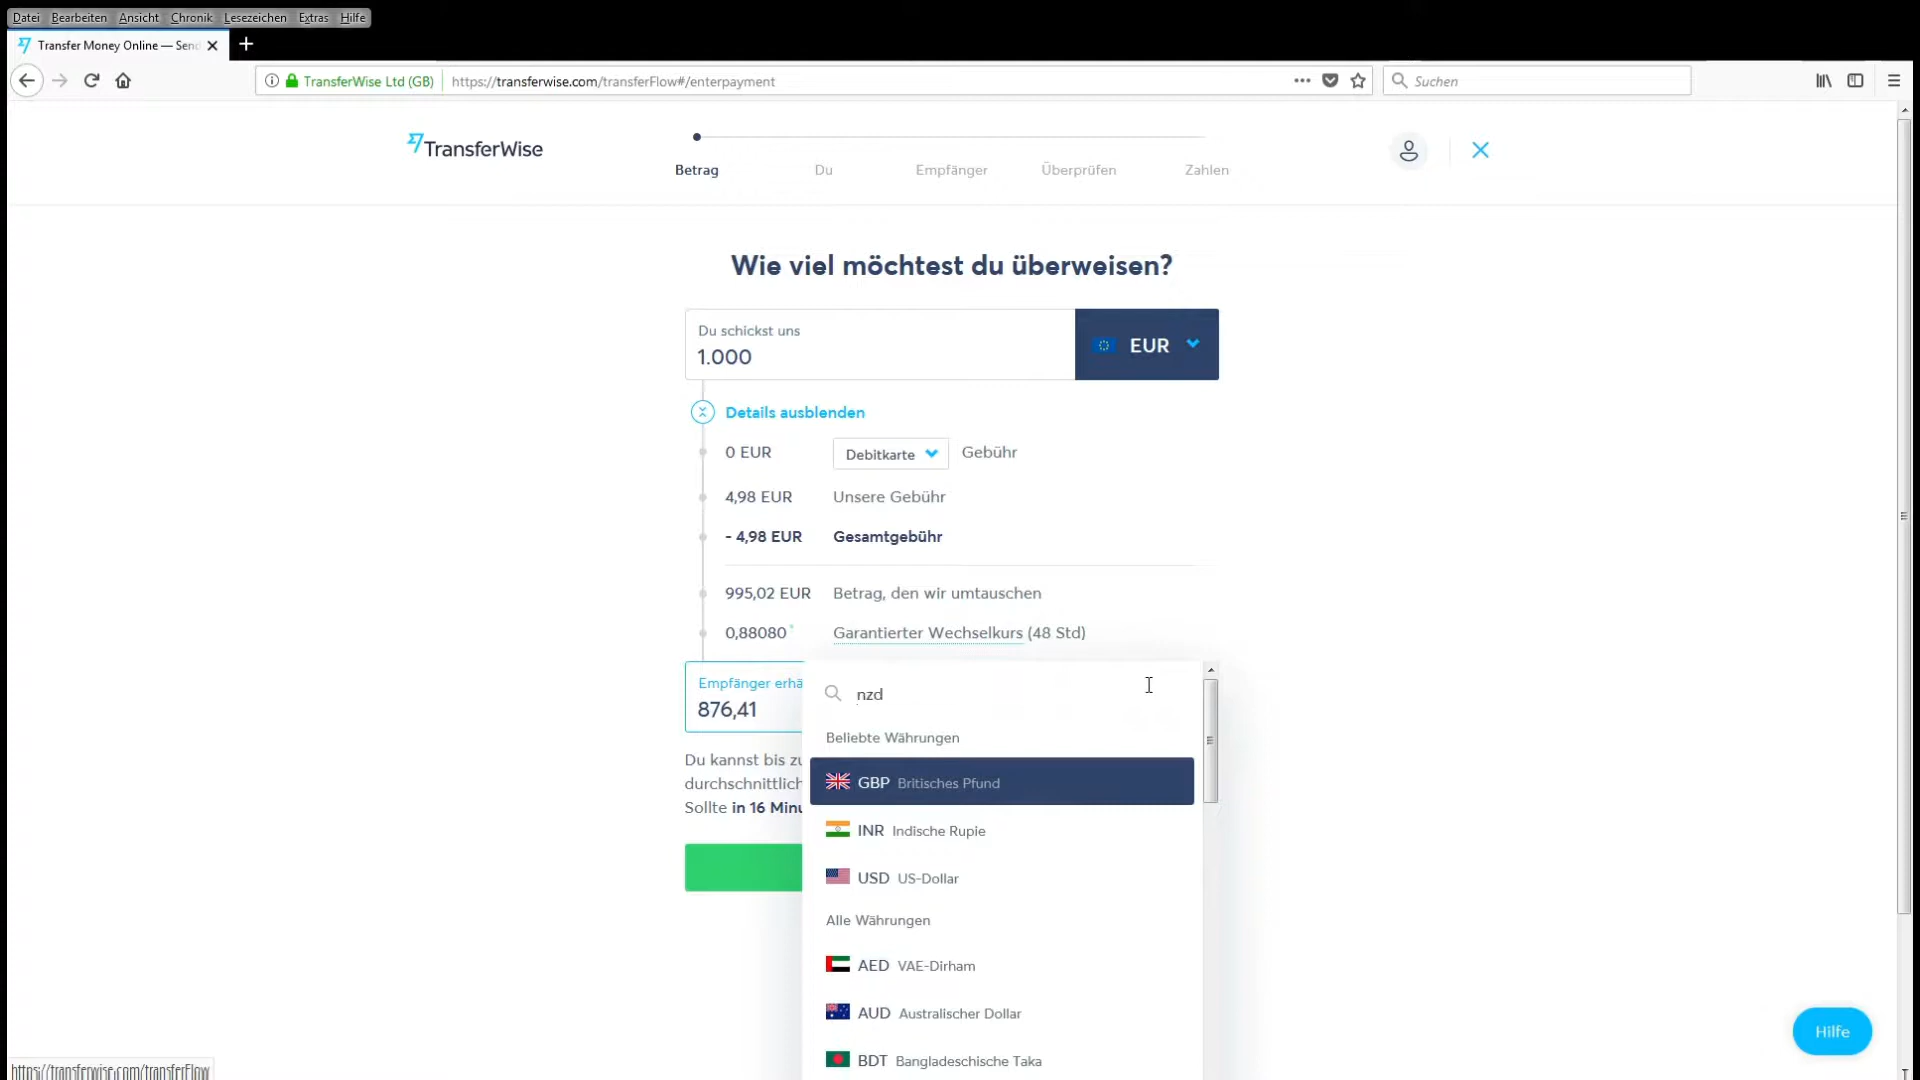 Datei Bearbeiten Ansicht Chronik Lesezeichen Extras Hilfe
Transfer Money Online — Send
TransferWise Ltd (GB) https://transferwise.com/transferFlow#/enterpayment Suchen
TransferWise
Betrag Du Empfänger Überprüfen Zahlen
Wie viel möchtest du überweisen?
Du schickst uns
1.000
EUR
Details ausblenden
0 EUR Debitkarte Gebühr
4,98 EUR Unsere Gebühr
- 4,98 EUR Gesamtgebühr
995,02 EUR Betrag, den wir umtauschen
0,88080* Garantierter Wechselkurs (48 Std)
Empfänger erhä
876,41
nzd
Beliebte Währungen
GBP Britisches Pfund
INR Indische Rupie
USD US-Dollar
Alle Währungen
AED VAE-Dirham
AUD Australischer Dollar
BDT Bangladeschische Taka
Du kannst bis zu
durchschnittlich
Sollte in 16 Minu
Hilfe
https://transferwise.com/transferFlow